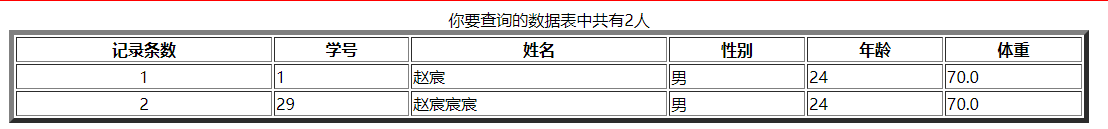 你要查询的数据表中共有2人
记录条数 学号 姓名 性别 年龄 体重
1 1 赵宸 男 24 70.0
2 29 赵宸宸宸 男 24 70.0